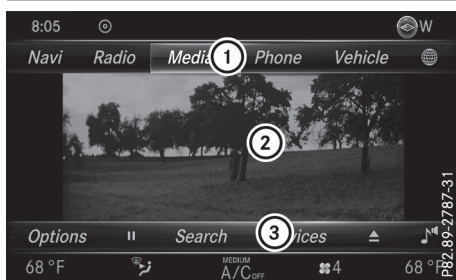 8:05 W
Navi Radio Media 1 Phone Vehicle
2
Options Search 3 vices
68 °F MEDIUM A/C OFF 4 68 °F
P82.89-2787-31